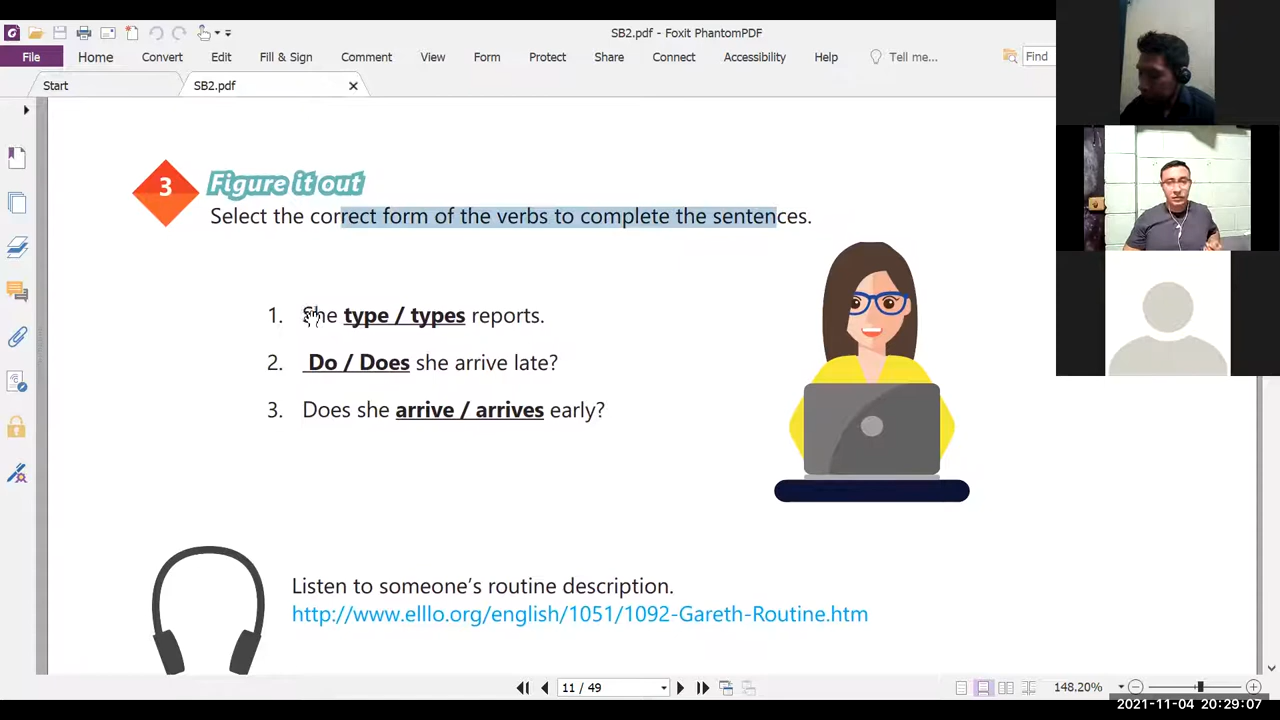 SB2.pdf - Foxit PhantomPDF
File Home Convert Edit Fill & Sign Comment View Form Protect Share Connect Accessibility Help Tell me... Find
Start SB2.pdf
3 Figure it out
Select the correct form of the verbs to complete the sentences.
1. She type / types reports.
2. Do / Does she arrive late?
3. Does she arrive / arrives early?
Listen to someone's routine description.
http://www.elllo.org/english/1051/1092-Gareth-Routine.htm
11 / 49 148.20%
2021-11-04 20:29:07